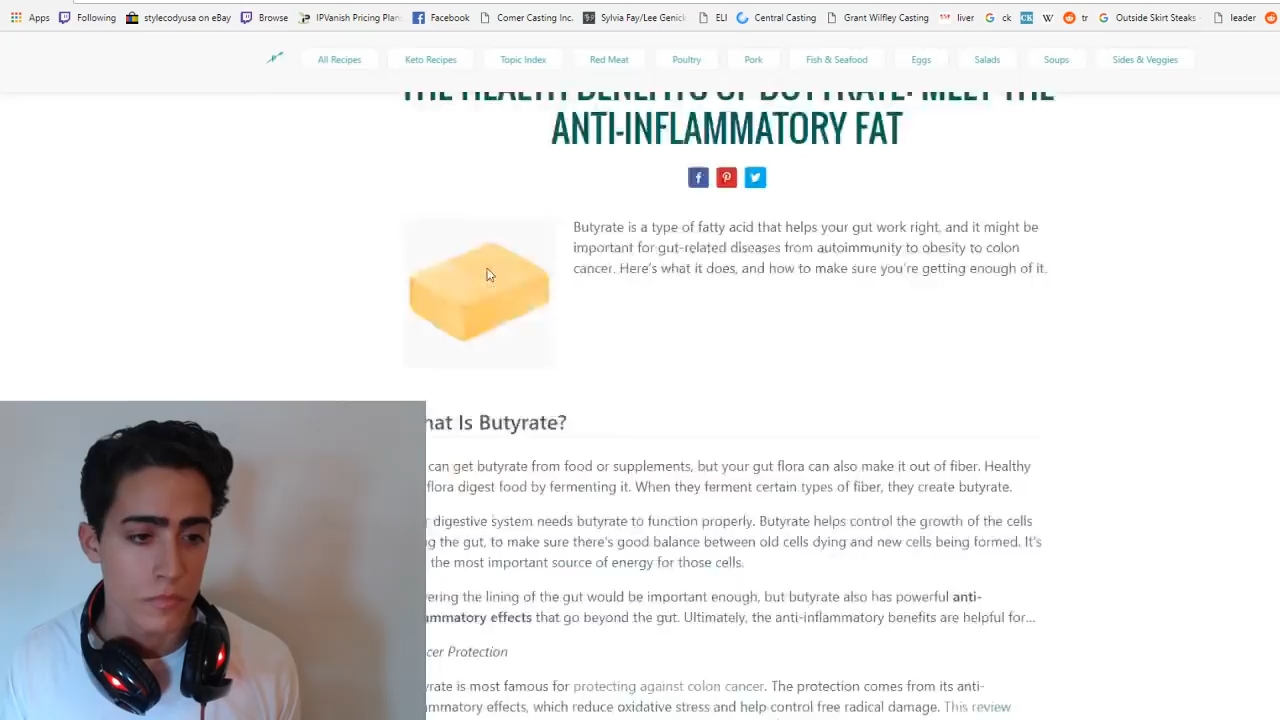 Apps Following stylecodyusa on eBay Browse IPVanish Pricing Plan Facebook Comer Casting Inc. Sylvia Fay/Lee Genick ELI Central Casting Grant Wilfley Casting liver ck CK W tr Outside Skirt Steaks leader
All Recipes Keto Recipes Topic Index Red Meat Poultry Pork Fish & Seafood Eggs Salads Soups Sides & Veggies
THE HEALTH BENEFITS OF BUTYRATE: MEET THE
ANTI-INFLAMMATORY FAT
Butyrate is a type of fatty acid that helps your gut work right, and it might be
important for gut-related diseases from autoimmunity to obesity to colon
cancer. Here's what it does, and how to make sure you're getting enough of it.
hat Is Butyrate?
can get butyrate from food or supplements, but your gut flora can also make it out of fiber. Healthy
flora digest food by fermenting it. When they ferment certain types of fiber, they create butyrate.
digestive system needs butyrate to function properly. Butyrate helps control the growth of the cells
g the gut, to make sure there's good balance between old cells dying and new cells being formed. It's
the most important source of energy for those cells.
ering the lining of the gut would be important enough, but butyrate also has powerful anti-
mmatory effects that go beyond the gut. Ultimately, the anti-inflammatory benefits are helpful for...
cer Protection
yrate is most famous for protecting against colon cancer. The protection comes from its anti-
mmatory effects, which reduce oxidative stress and help control free radical damage. This review